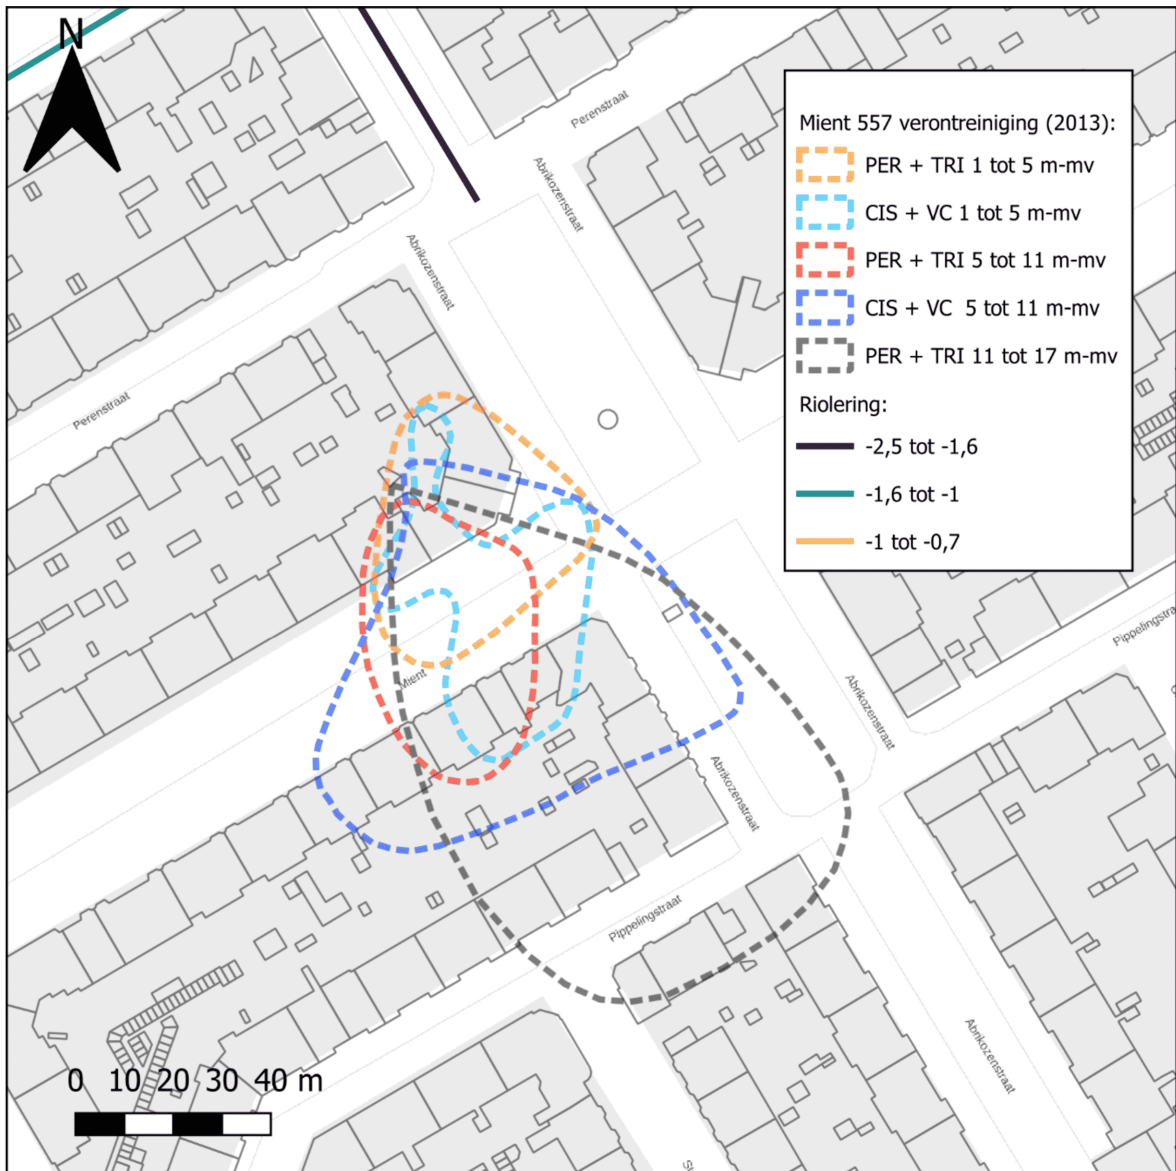 N
Mient 557 verontreiniging (2013):
PER + TRI 1 tot 5 m-mv
CIS + VC 1 tot 5 m-mv
PER + TRI 5 tot 11 m-mv
CIS + VC 5 tot 11 m-mv
PER + TRI 11 tot 17 m-mv
Riolering:
-2,5 tot -1,6
-1,6 tot -1
-1 tot -0,7
Perenstraat
Abrikozenstraat
Abrikozenstraat
Perenstraat
Pippelingstra
Mient
Abrikozenstraat
Abrikozenstraat
Pippelingstraat
Abrikozenstraat
St
0 10 20 30 40 m